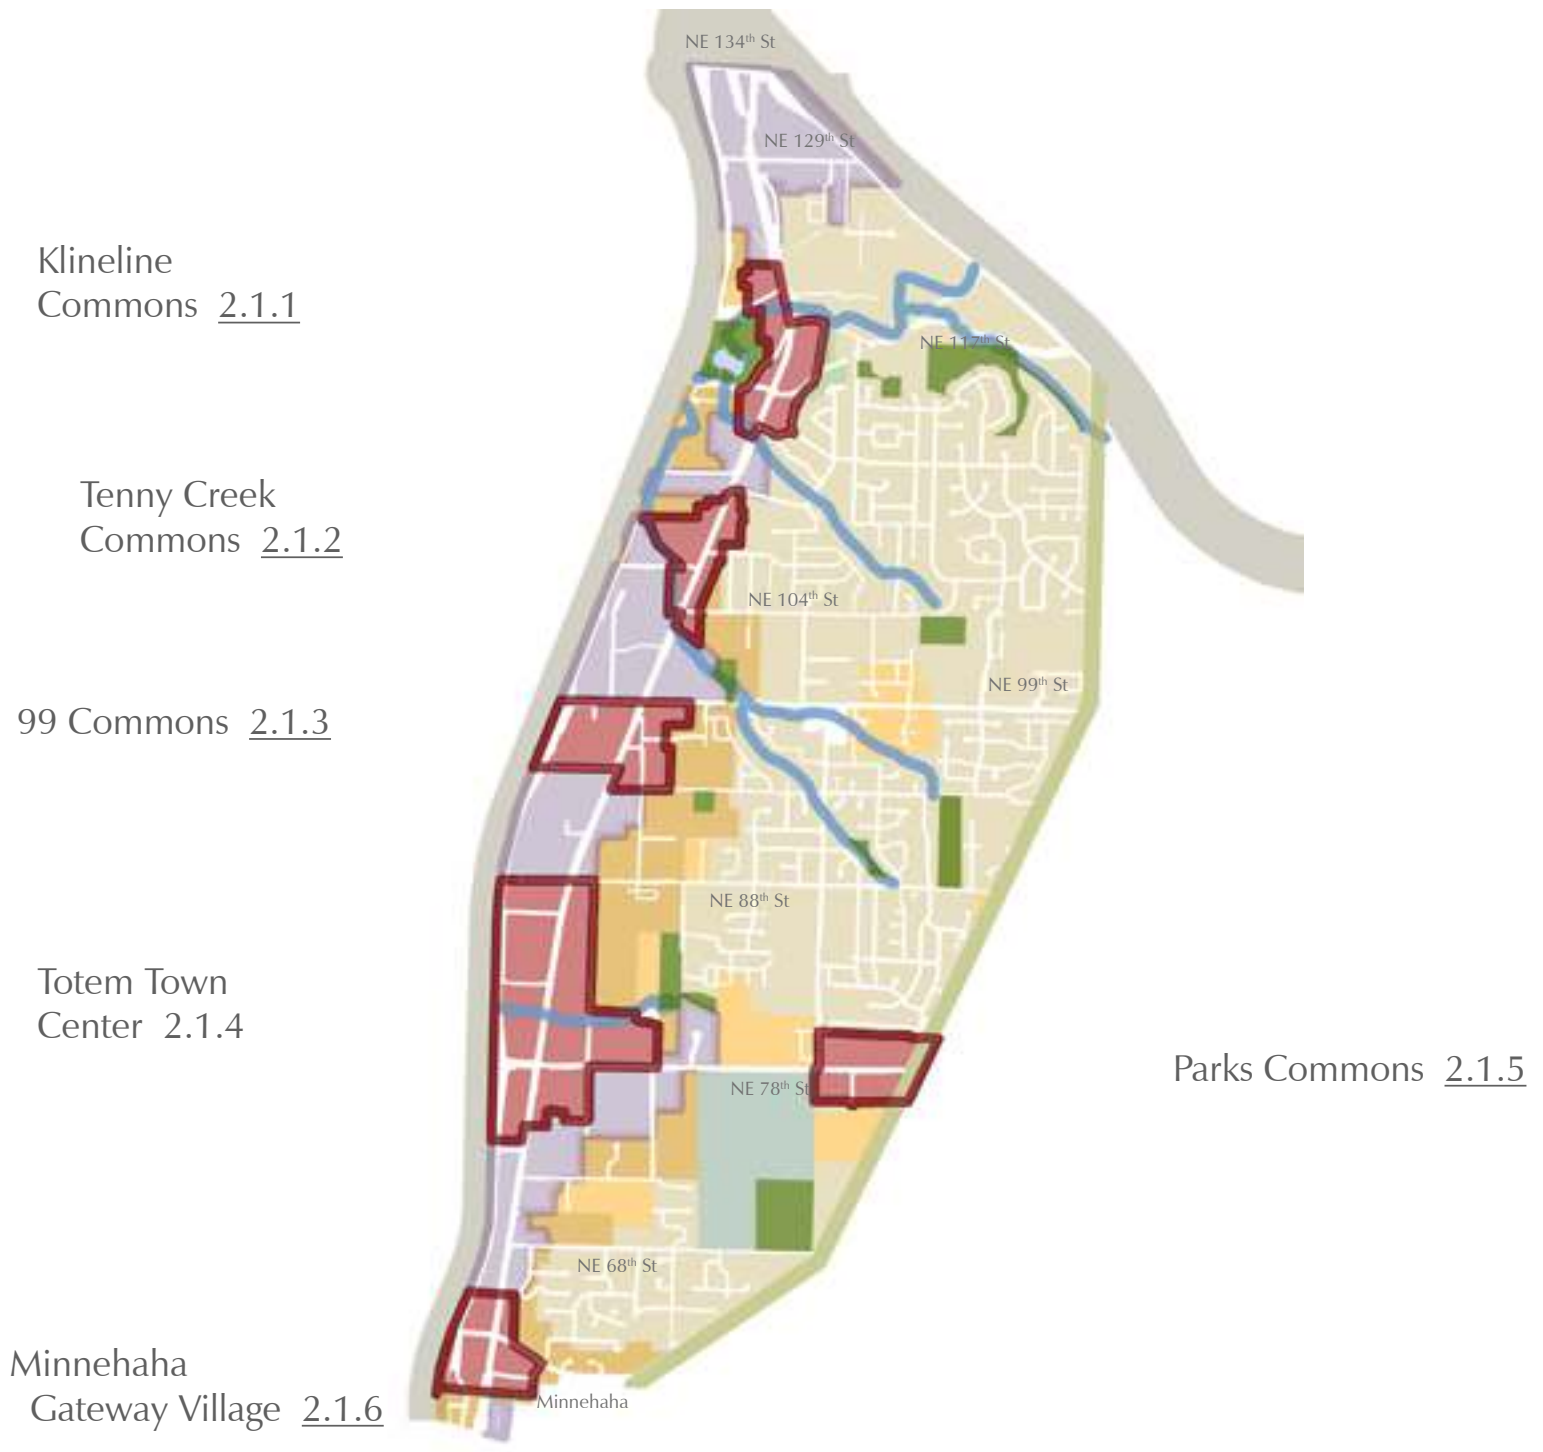 NE 134th St
NE 129th St
Klineline
Commons 2.1.1
NE 117th St
Tenny Creek
Commons 2.1.2
NE 104th St
NE 99th St
99 Commons 2.1.3
NE 88th St
Totem Town
Center 2.1.4
Parks Commons 2.1.5
NE 78th St
NE 68th St
Minnehaha
Gateway Village 2.1.6
Minnehaha